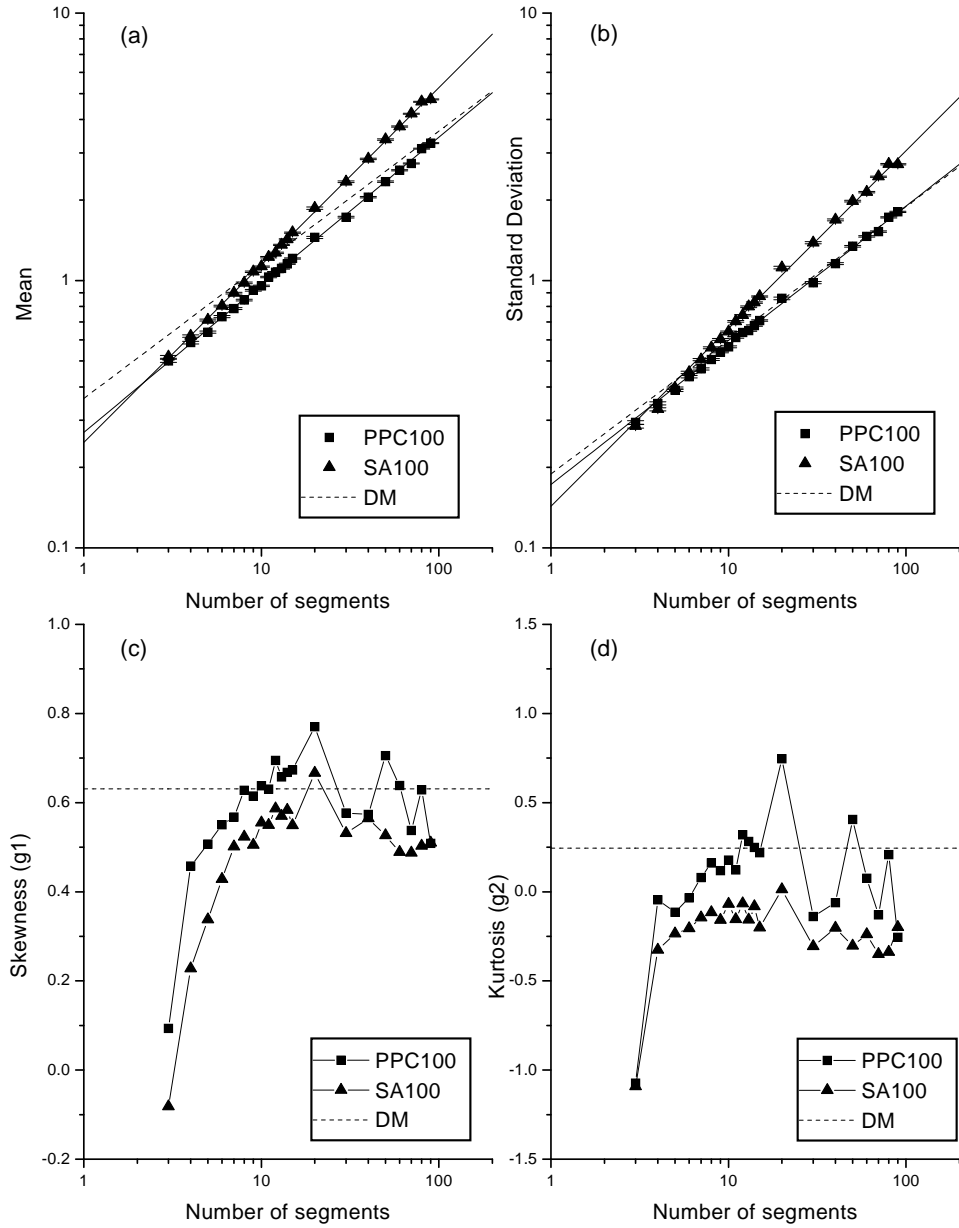 (a)
10
1
0.1
Mean
PPC100
SA100
DM
1
10
100
Number of segments
(b)
10
1
0.1
Standard Deviation
PPC100
SA100
DM
1
10
100
Number of segments
(c)
1.0
0.8
0.6
0.4
0.2
0.0
-0.2
Skewness (g1)
PPC100
SA100
DM
1
10
100
Number of segments
(d)
1.5
1.0
0.5
0.0
-0.5
-1.0
-1.5
Kurtosis (g2)
PPC100
SA100
DM
1
10
100
Number of segments